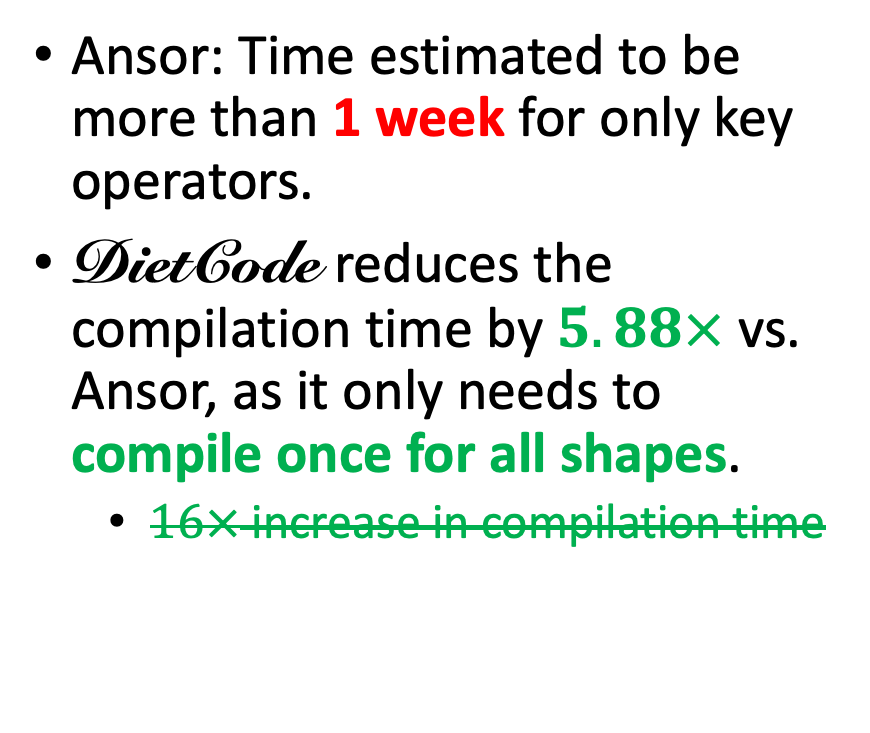 • Ansor: Time estimated to be
more than 1 week for only key
operators.
• DietCode reduces the
compilation time by 5.88× vs.
Ansor, as it only needs to
compile once for all shapes.
• 16× increase in compilation time